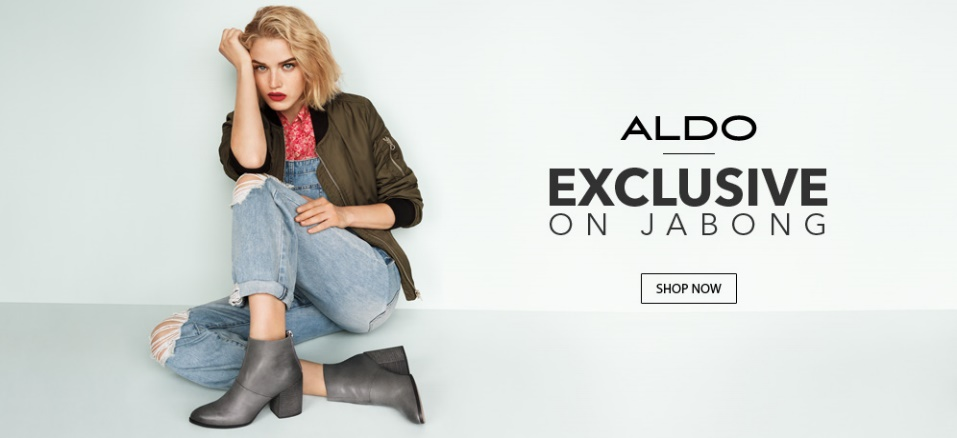 ALDO
EXCLUSIVE
ON JABONG
SHOP NOW